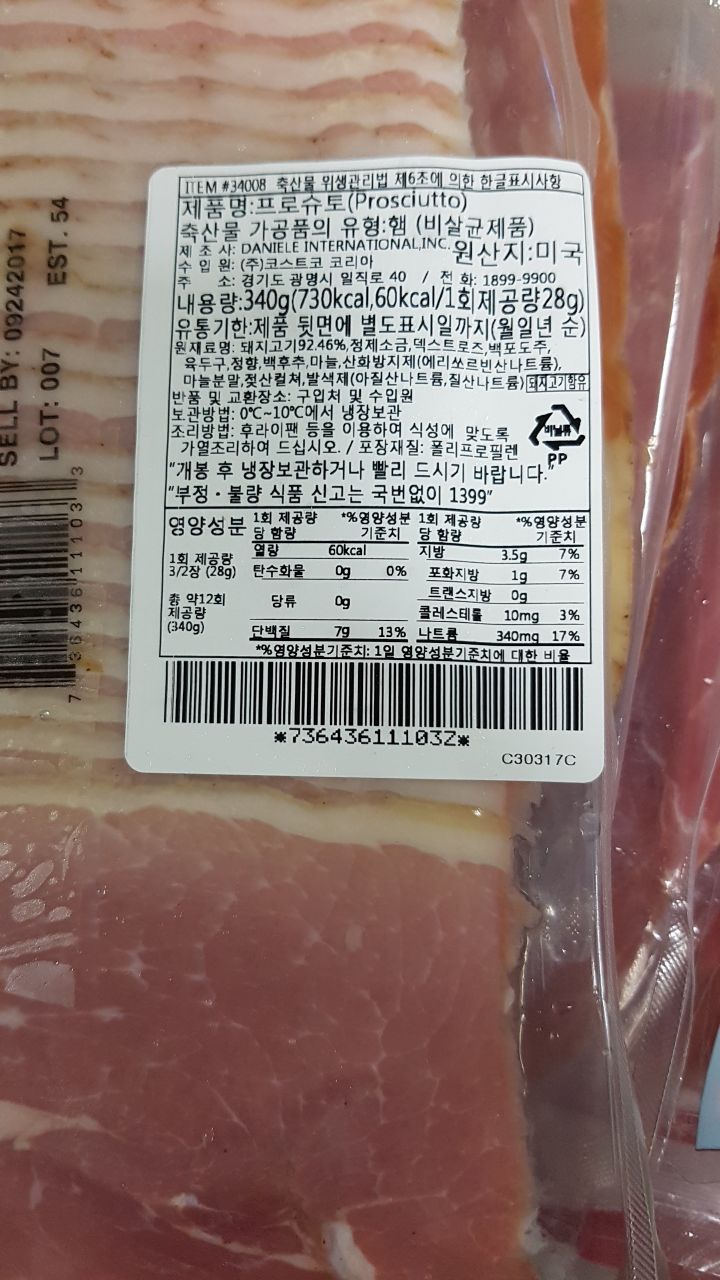 SELL BY: 09242017
LOT: 007 EST. 54
7 36436 11103 3
ITEM #34008 축산물 위생관리법 제6조에 의한 한글표시사항
제품명:프로슈토(Prosciutto)
축산물 가공품의 유형:햄 (비살균제품)
제 조 사: DANIELE INTERNATIONAL,INC. 원산지:미국
수 입 원: (주)코스트코 코리아
주 소: 경기도 광명시 일직로 40 / 전 화: 1899-9900
내용량:340g(730kcal,60kcal/1회제공량28g)
유통기한:제품 뒷면에 별도표시일까지(월일년 순)
원재료명: 돼지고기92.46%,정제소금,덱스트로즈,백포도주,
육두구,정향,백후추,마늘,산화방지제(에리쏘르빈산나트륨),
마늘분말,젖산컬쳐,발색제(아질산나트륨,질산나트륨) 돼지고기함유
반품 및 교환장소: 구입처 및 수입원
보관방법: 0℃~10℃에서 냉장보관
조리방법: 후라이팬 등을 이용하여 식성에 맞도록
가열조리하여 드십시오. / 포장재질: 폴리프로필렌
비닐류
PP
"개봉 후 냉장보관하거나 빨리 드시기 바랍니다."
"부정・불량 식품 신고는 국번없이 1399"
영양성분 1회 제공량 *%영양성분 1회 제공량 *%영양성분
당 함량 기준치 당 함량 기준치
1회 제공량 열량 60kcal 지방 3.5g 7%
3/2장 (28g) 탄수화물 0g 0% 포화지방 1g 7%
트랜스지방 0g
총 약12회 당류 0g
제공량 콜레스테롤 10mg 3%
(340g) 단백질 7g 13% 나트륨 340mg 17%
*%영양성분기준치: 1일 영양성분기준치에 대한 비율
*73643611103Z*
C30317C